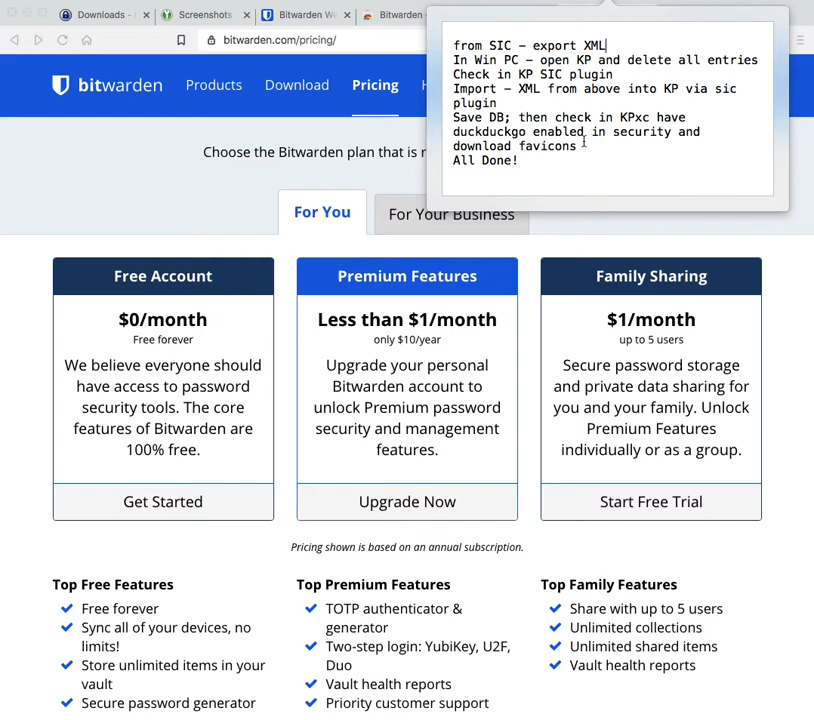 Downloads -
Screenshots
Bitwarden We
Bitwarden
bitwarden.com/pricing/
from SIC – export XML
In Win PC – open KP and delete all entries
Check in KP SIC plugin
Import – XML from above into KP via sic
plugin
Save DB; then check in KPxc have
duckduckgo enabled in security and
download favicons
All Done!
bitwarden
Products
Download
Pricing
Choose the Bitwarden plan that is
For You
For Your Business
Free Account
$0/month
Free forever
We believe everyone should
have access to password
security tools. The core
features of Bitwarden are
100% free.
Get Started
Premium Features
Less than $1/month
only $10/year
Upgrade your personal
Bitwarden account to
unlock Premium password
security and management
features.
Upgrade Now
Family Sharing
$1/month
up to 5 users
Secure password storage
and private data sharing for
you and your family. Unlock
Premium Features
individually or as a group.
Start Free Trial
Pricing shown is based on an annual subscription.
Top Free Features
Free forever
Sync all of your devices, no
limits!
Store unlimited items in your
vault
Secure password generator
Top Premium Features
TOTP authenticator &
generator
Two-step login: YubiKey, U2F,
Duo
Vault health reports
Priority customer support
Top Family Features
Share with up to 5 users
Unlimited collections
Unlimited shared items
Vault health reports